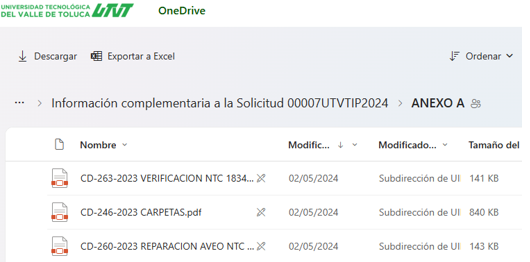 UNIVERSIDAD TECNOLÓGICA
DEL VALLE DE TOLUCA UTVT OneDrive
Descargar Exportar a Excel Ordenar
··· > Información complementaria a la Solicitud 00007UTVTIP2024 > ANEXO A
Nombre Modific... Modificado... Tamaño del
CD-263-2023 VERIFICACION NTC 1834... 02/05/2024 Subdirección de UI 141 KB
CD-246-2023 CARPETAS.pdf 02/05/2024 Subdirección de UI 840 KB
CD-260-2023 REPARACION AVEO NTC ... 02/05/2024 Subdirección de UI 143 KB